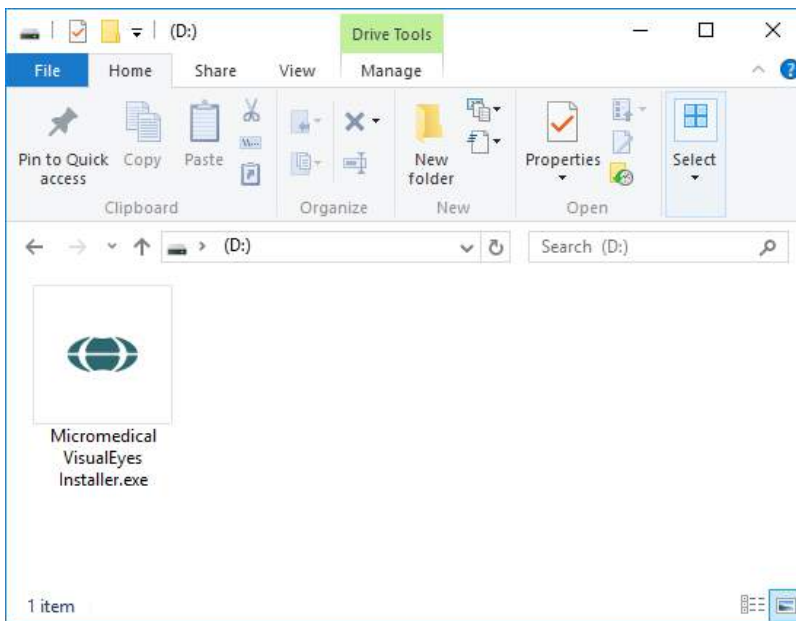 (D:)
Drive Tools
File
Home
Share
View
Manage
Pin to Quick
access
Copy
Paste
New
folder
Properties
Select
Clipboard
Organize
New
Open
(D:)
Search (D:)
Micromedical
VisualEyes
Installer.exe
1 item